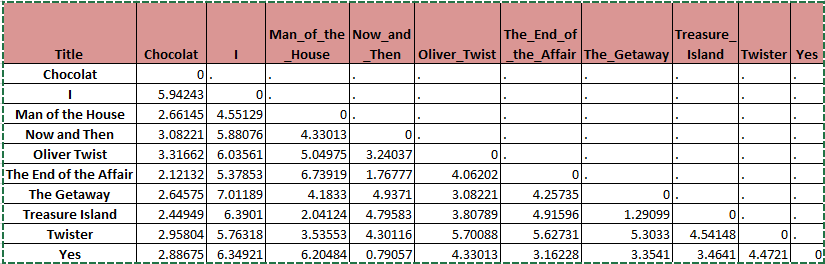 Title Chocolat I Man_of_the_House Now_and_Then Oliver_Twist The_End_of_the_Affair The_Getaway Treasure_Island Twister Yes
Chocolat 0 . . . . . . . . .
I 5.94243 0 . . . . . . . .
Man of the House 2.66145 4.55129 0 . . . . . . .
Now and Then 3.08221 5.88076 4.33013 0 . . . . . .
Oliver Twist 3.31662 6.03561 5.04975 3.24037 0 . . . . .
The End of the Affair 2.12132 5.37853 6.73919 1.76777 4.06202 0 . . . .
The Getaway 2.64575 7.01189 4.1833 4.9371 3.08221 4.25735 0 . . .
Treasure Island 2.44949 6.3901 2.04124 4.79583 3.80789 4.91596 1.29099 0 . .
Twister 2.95804 5.76318 3.53553 4.30116 5.70088 5.62731 5.3033 4.54148 0 .
Yes 2.88675 6.34921 6.20484 0.79057 4.33013 3.16228 3.3541 3.4641 4.4721 0